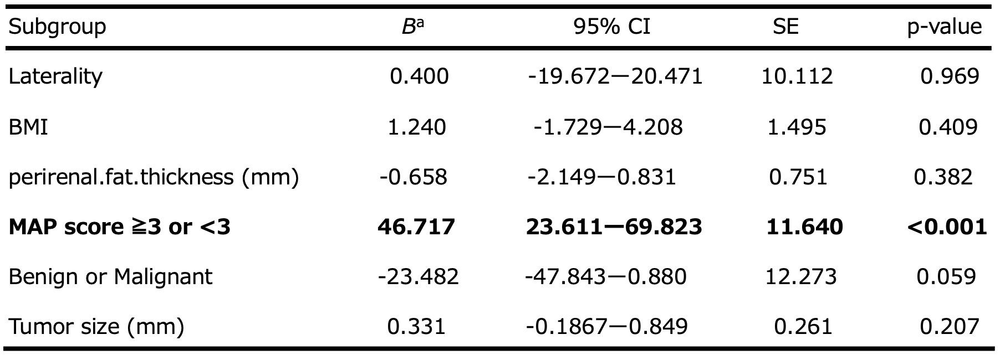 Subgroup Bᵃ 95% CI SE p-value
Laterality 0.400 -19.672—20.471 10.112 0.969
BMI 1.240 -1.729—4.208 1.495 0.409
perirenal.fat.thickness (mm) -0.658 -2.149—0.831 0.751 0.382
MAP score ≧3 or <3 46.717 23.611—69.823 11.640 <0.001
Benign or Malignant -23.482 -47.843—0.880 12.273 0.059
Tumor size (mm) 0.331 -0.1867—0.849 0.261 0.207